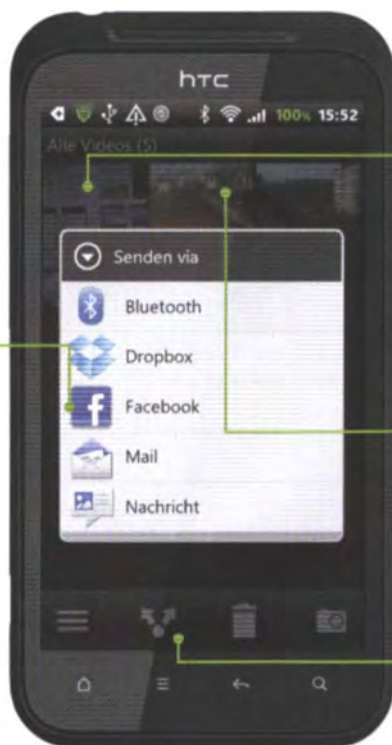 htc
100% 15:52
Alle Videos (5)
Senden via
Bluetooth
Dropbox
f Facebook
Mail
Nachricht